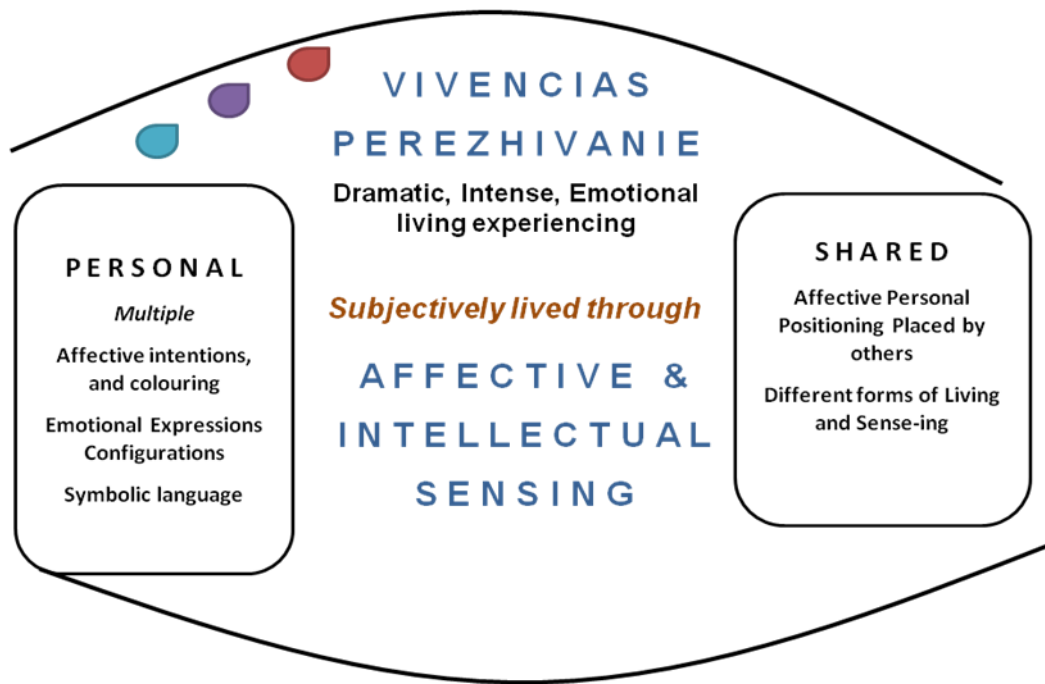 VIVENCIAS
PEREZHIVANIE
Dramatic, Intense, Emotional
living experiencing
Subjectively lived through
AFFECTIVE &
INTELLECTUAL
SENSING
PERSONAL
Multiple
Affective intentions,
and colouring
Emotional Expressions
Configurations
Symbolic language
SHARED
Affective Personal
Positioning Placed by
others
Different forms of Living
and Sense-ing